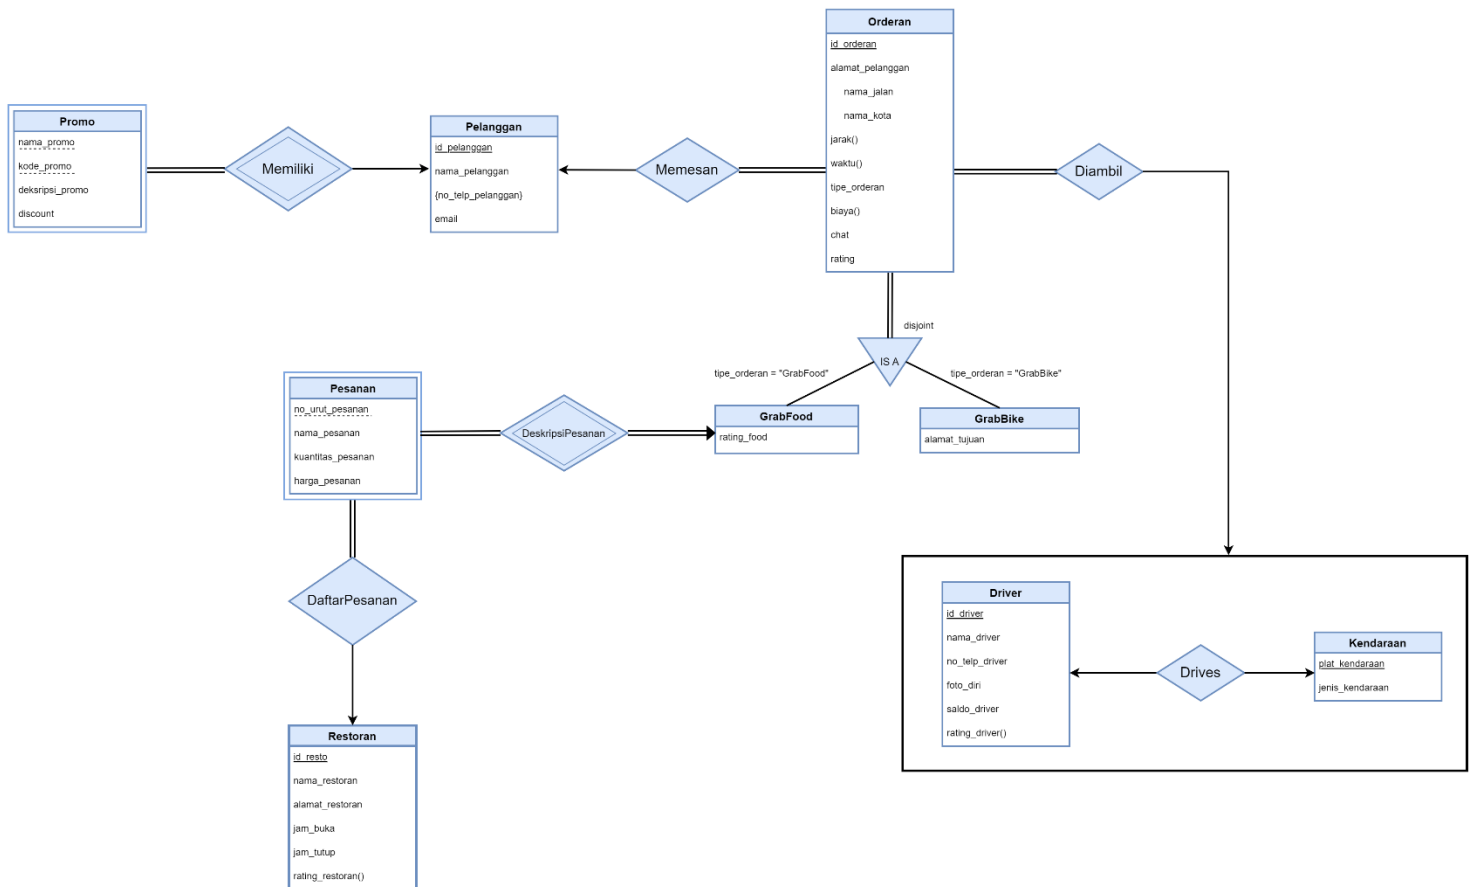 Orderan
id_orderan
alamat_pelanggan
nama_jalan
nama_kota
jarak()
waktu()
tipe_orderan
biaya()
chat
rating
Promo
nama_promo
kode_promo
deksripsi_promo
discount
Memiliki
Pelanggan
id_pelanggan
nama_pelanggan
{no_telp_pelanggan}
email
Memesan
Diambil
disjoint
IS A
tipe_orderan = "GrabFood"
tipe_orderan = "GrabBike"
Pesanan
no_urut_pesanan
nama_pesanan
kuantitas_pesanan
harga_pesanan
DeskripsiPesanan
GrabFood
rating_food
GrabBike
alamat_tujuan
DaftarPesanan
Driver
id_driver
nama_driver
no_telp_driver
foto_diri
saldo_driver
rating_driver()
Drives
Kendaraan
plat_kendaraan
jenis_kendaraan
Restoran
id_resto
nama_restoran
alamat_restoran
jam_buka
jam_tutup
rating_restoran()